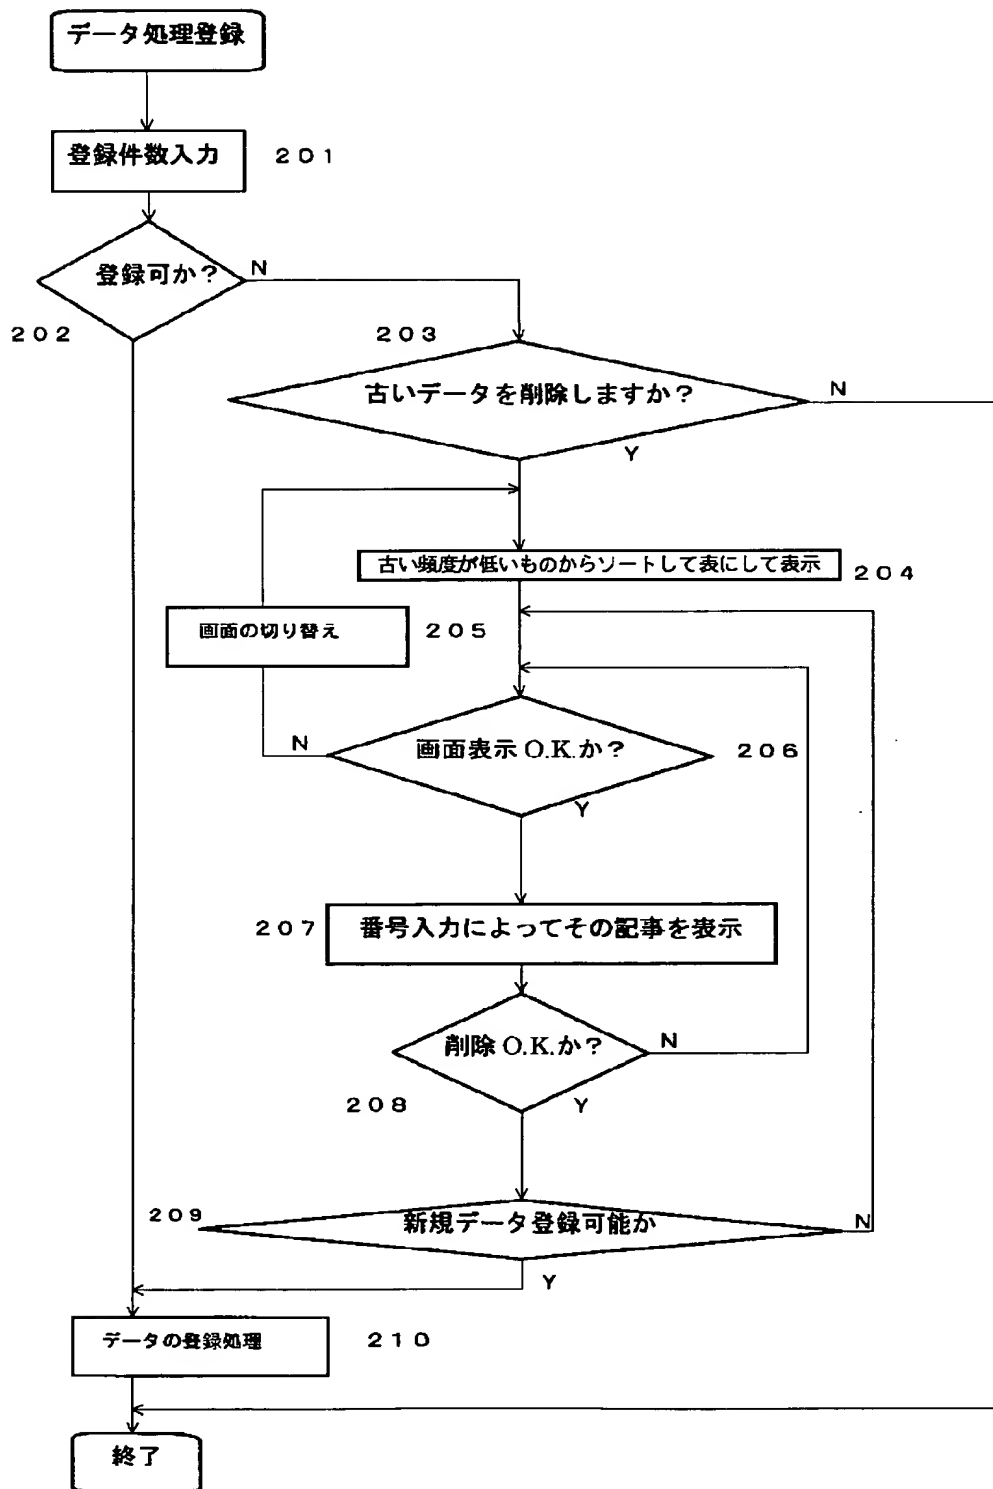 データ処理登録
登録件数入力
２０１
登録可か？
N
２０２
２０３
古いデータを削除しますか？
N
Y
古い頻度が低いものからソートして表にして表示
２０４
画面の切り替え
２０５
N
画面表示 O.K.か？
２０６
Y
２０７
番号入力によってその記事を表示
削除 O.K.か？
N
２０８
Y
２０９
新規データ登録可能か
N
Y
データの登録処理
２１０
終了